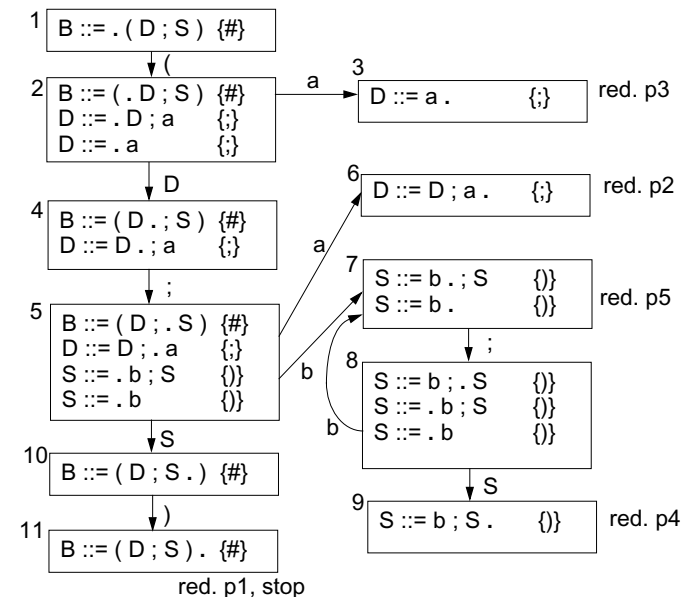 1
B ::= . ( D ; S ) {#}
(
2
B ::= ( . D ; S ) {#}
D ::= . D ; a {;}
D ::= . a {;}
a
3
D ::= a . {;}
red. p3
D
4
B ::= ( D . ; S ) {#}
D ::= D . ; a {;}
;
a
6
D ::= D ; a . {;}
red. p2
5
B ::= ( D ; . S ) {#}
D ::= D ; . a {;}
S ::= . b ; S {)}
S ::= . b {)}
b
7
S ::= b . ; S {)}
S ::= b . {)}
red. p5
;
8
S ::= b ; . S {)}
S ::= . b ; S {)}
S ::= . b {)}
b
S
10
B ::= ( D ; S . ) {#}
S
9
S ::= b ; S . {)}
red. p4
)
11
B ::= ( D ; S ) . {#}
red. p1, stop